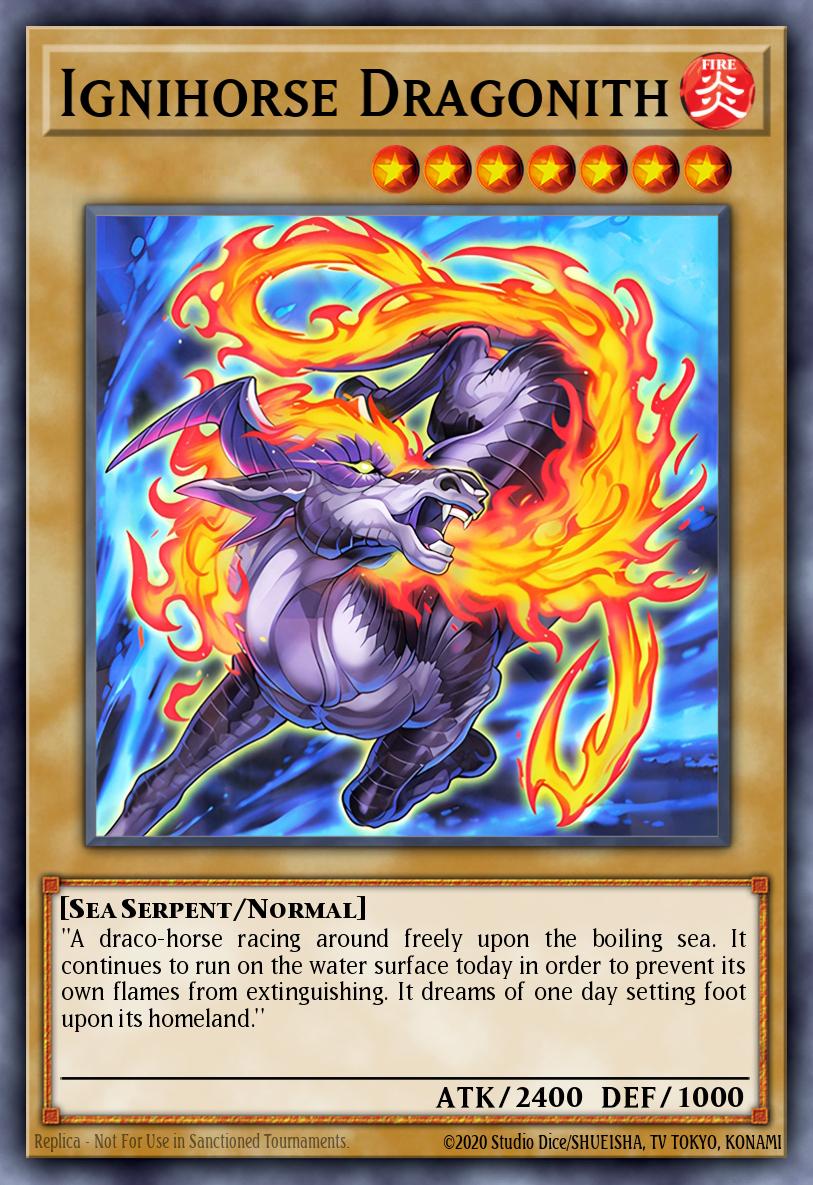 Ignihorse Dragonith
FIRE
炎
[Sea Serpent/Normal]
"A draco-horse racing around freely upon the boiling sea. It
continues to run on the water surface today in order to prevent its
own flames from extinguishing. It dreams of one day setting foot
upon its homeland."
ATK/2400 DEF/1000
Replica - Not For Use in Sanctioned Tournaments.
©2020 Studio Dice/SHUEISHA, TV TOKYO, KONAMI